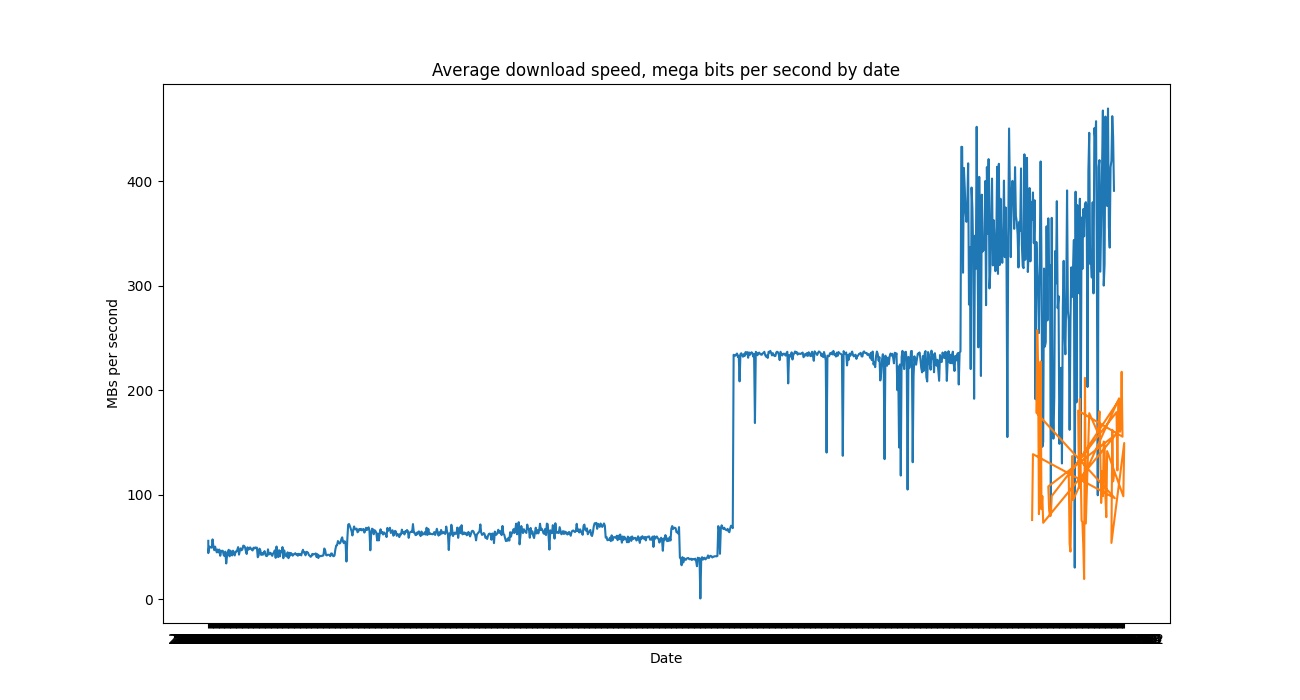 Average download speed, mega bits per second by date
MBs per second
400
300
200
100
0
Date